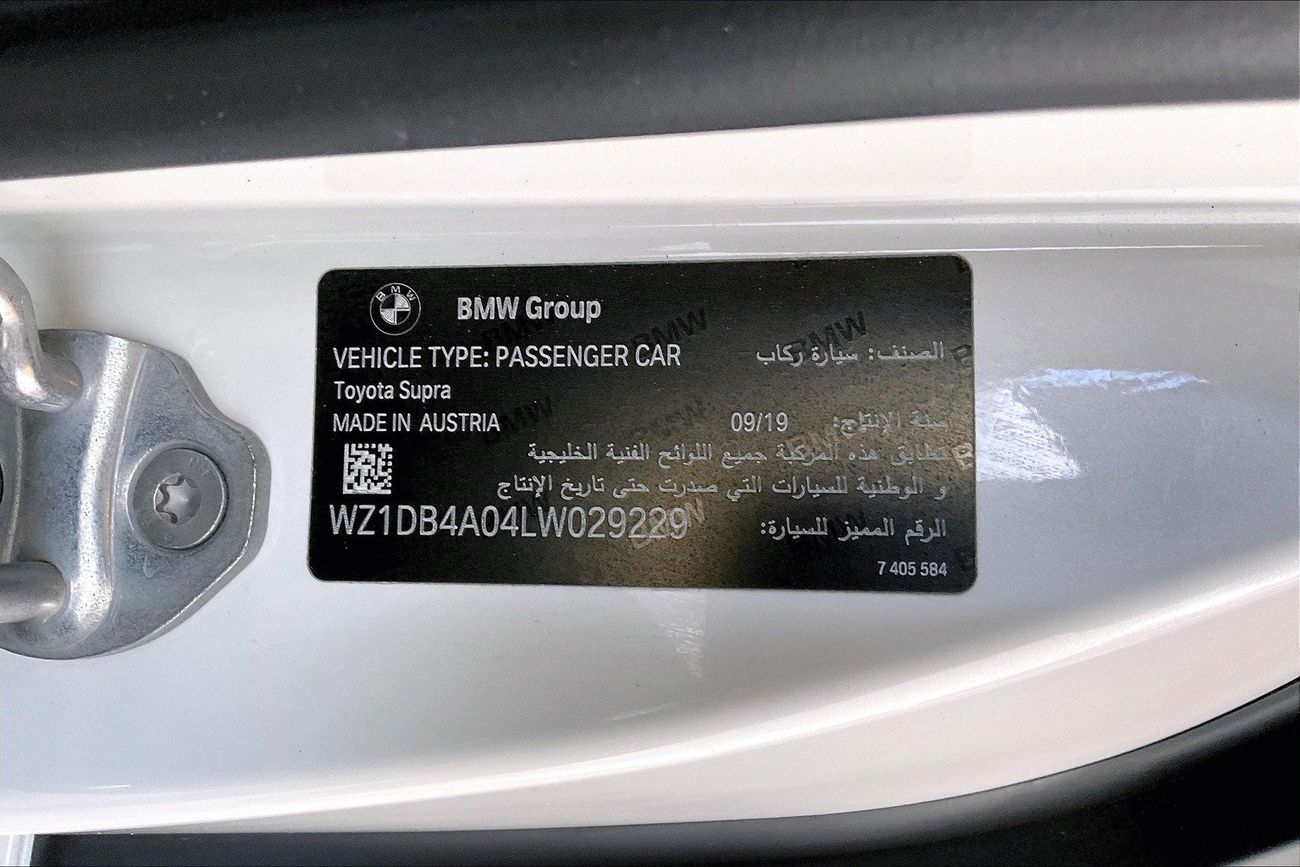 BMW
BMW Group
VEHICLE TYPE: PASSENGER CAR الصنف: سيارة ركاب
Toyota Supra
MADE IN AUSTRIA 09/19 سنة الإنتاج:
تطابق هذه المركبة جميع اللوائح الفنية الخليجية
و الوطنية للسيارات التي صدرت حتى تاريخ الإنتاج
WZ1DB4A04LW029229 الرقم المميز للسيارة:
7 405 584